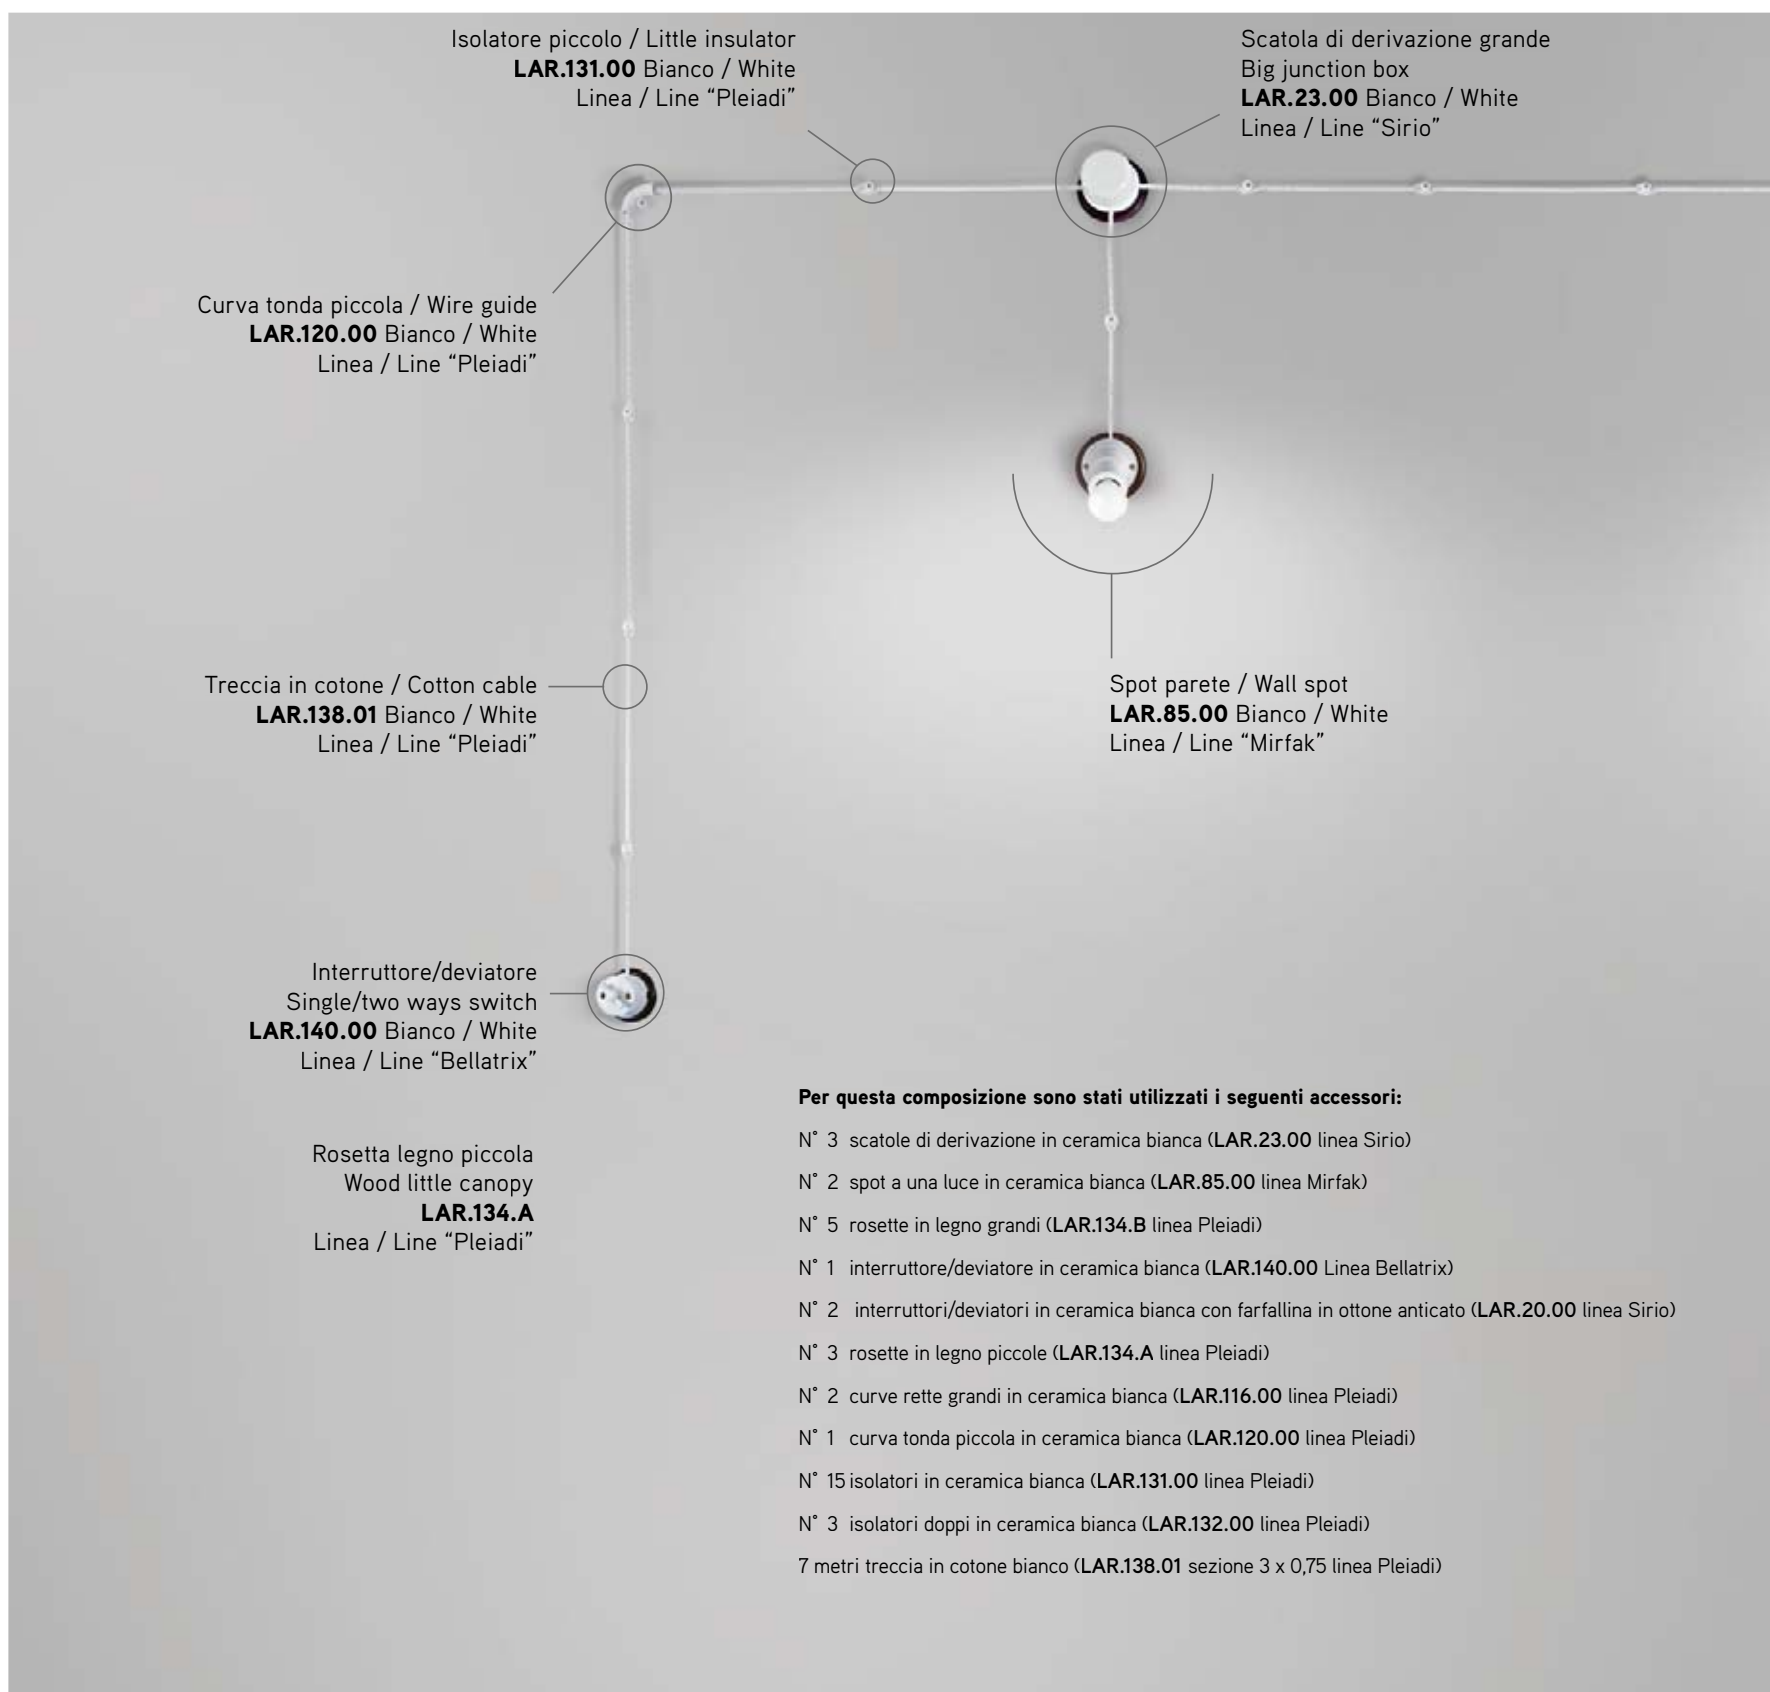 Isolatore piccolo / Little insulator
LAR.131.00 Bianco / White
Linea / Line “Pleiadi”
Scatola di derivazione grande
Big junction box
LAR.23.00 Bianco / White
Linea / Line “Sirio”
Curva tonda piccola / Wire guide
LAR.120.00 Bianco / White
Linea / Line “Pleiadi”
Treccia in cotone / Cotton cable
LAR.138.01 Bianco / White
Linea / Line “Pleiadi”
Spot parete / Wall spot
LAR.85.00 Bianco / White
Linea / Line “Mirfak”
Interruttore/deviatore
Single/two ways switch
LAR.140.00 Bianco / White
Linea / Line “Bellatrix”
Rosetta legno piccola
Wood little canopy
LAR.134.A
Linea / Line “Pleiadi”
Per questa composizione sono stati utilizzati i seguenti accessori:
N° 3 scatole di derivazione in ceramica bianca (LAR.23.00 linea Sirio)
N° 2 spot a una luce in ceramica bianca (LAR.85.00 linea Mirfak)
N° 5 rosette in legno grandi (LAR.134.B linea Pleiadi)
N° 1 interruttore/deviatore in ceramica bianca (LAR.140.00 Linea Bellatrix)
N° 2 interruttori/deviatori in ceramica bianca con farfallina in ottone anticato (LAR.20.00 linea Sirio)
N° 3 rosette in legno piccole (LAR.134.A linea Pleiadi)
N° 2 curve rette grandi in ceramica bianca (LAR.116.00 linea Pleiadi)
N° 1 curva tonda piccola in ceramica bianca (LAR.120.00 linea Pleiadi)
N° 15 isolatori in ceramica bianca (LAR.131.00 linea Pleiadi)
N° 3 isolatori doppi in ceramica bianca (LAR.132.00 linea Pleiadi)
7 metri treccia in cotone bianco (LAR.138.01 sezione 3 x 0,75 linea Pleiadi)